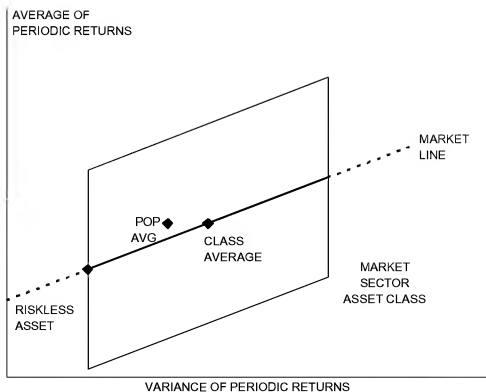 AVERAGE OF
PERIODIC RETURNS
MARKET
LINE
POP
AVG
CLASS
AVERAGE
MARKET
SECTOR
ASSET CLASS
RISKLESS
ASSET
VARIANCE OF PERIODIC RETURNS